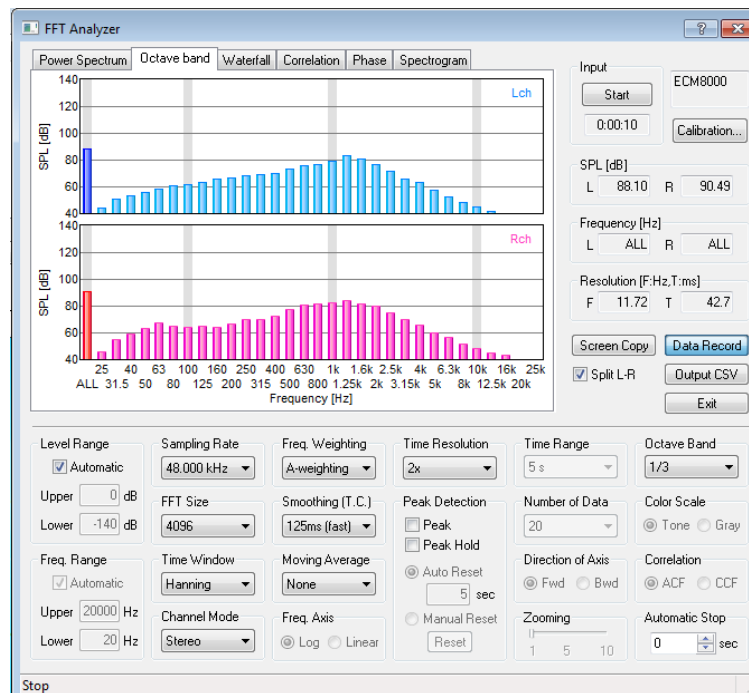 FFT Analyzer
Power Spectrum Octave band Waterfall Correlation Phase Spectrogram
140
120
100
80
60
40
SPL [dB]
Lch
140
120
100
80
60
40
SPL [dB]
Rch
25 40 63 100 160 250 400 630 1k 1.6k 2.5k 4k 6.3k 10k 16k 25k
ALL 31.5 50 80 125 200 315 500 800 1.25k 2k 3.15k 5k 8k 12.5k 20k
Frequency [Hz]
Input
Start
0:00:10
ECM8000
Calibration...
SPL [dB]
L 88.10 R 90.49
Frequency [Hz]
L ALL R ALL
Resolution [F:Hz,T:ms]
F 11.72 T 42.7
Screen Copy Data Record
Split L-R Output CSV
Exit
Level Range
Automatic
Upper 0 dB
Lower -140 dB
Freq. Range
Automatic
Upper 20000 Hz
Lower 20 Hz
Sampling Rate
48.000 kHz
FFT Size
4096
Time Window
Hanning
Channel Mode
Stereo
Freq. Weighting
A-weighting
Smoothing (T.C.)
125ms (fast)
Moving Average
None
Freq. Axis
Log Linear
Time Resolution
2x
Peak Detection
Peak
Peak Hold
Auto Reset
5 sec
Manual Reset
Reset
Time Range
5 s
Number of Data
20
Direction of Axis
Fwd Bwd
Zooming
1 5 10
Octave Band
1/3
Color Scale
Tone Gray
Correlation
ACF CCF
Automatic Stop
0 sec
Stop